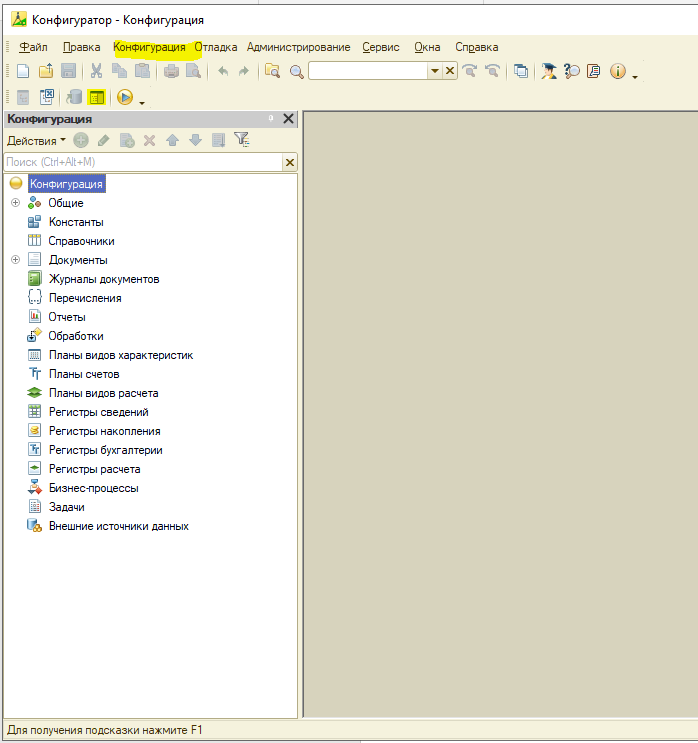 Конфигуратор - Конфигурация
Файл Правка Конфигурация Отладка Администрирование Сервис Окна Справка
Конфигурация
Действия
Поиск (Ctrl+Alt+M)
Конфигурация
Общие
Константы
Справочники
Документы
Журналы документов
Перечисления
Отчеты
Обработки
Планы видов характеристик
Планы счетов
Планы видов расчета
Регистры сведений
Регистры накопления
Регистры бухгалтерии
Регистры расчета
Бизнес-процессы
Задачи
Внешние источники данных
Для получения подсказки нажмите F1